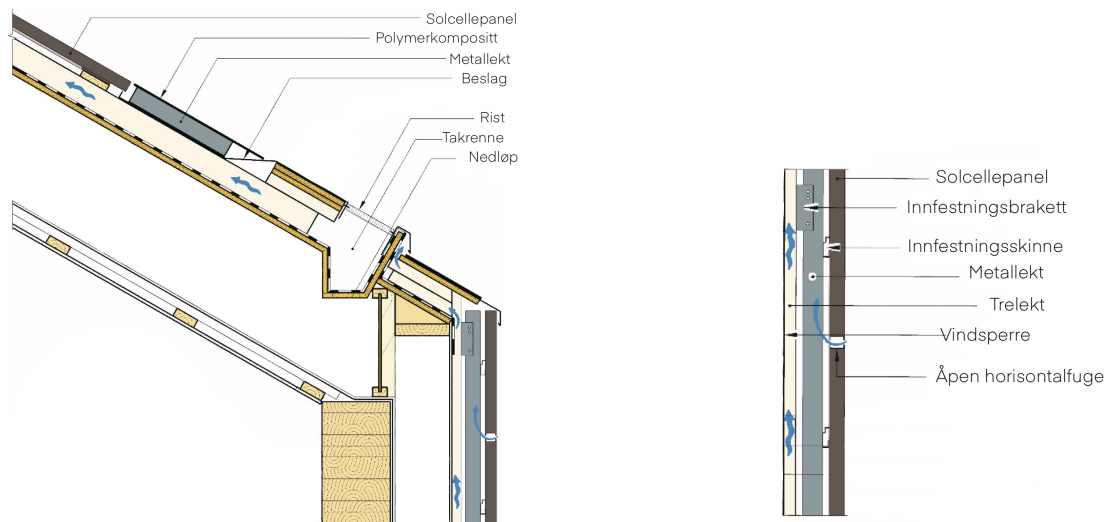 Solcellepanel
Polymerkompositt
Metallekt
Beslag
Rist
Takrenne
Nedløp
Solcellepanel
Innfestningsbrakett
Innfestningsskinne
Metallekt
Trelekt
Vindsperre
Åpen horisontalfuge